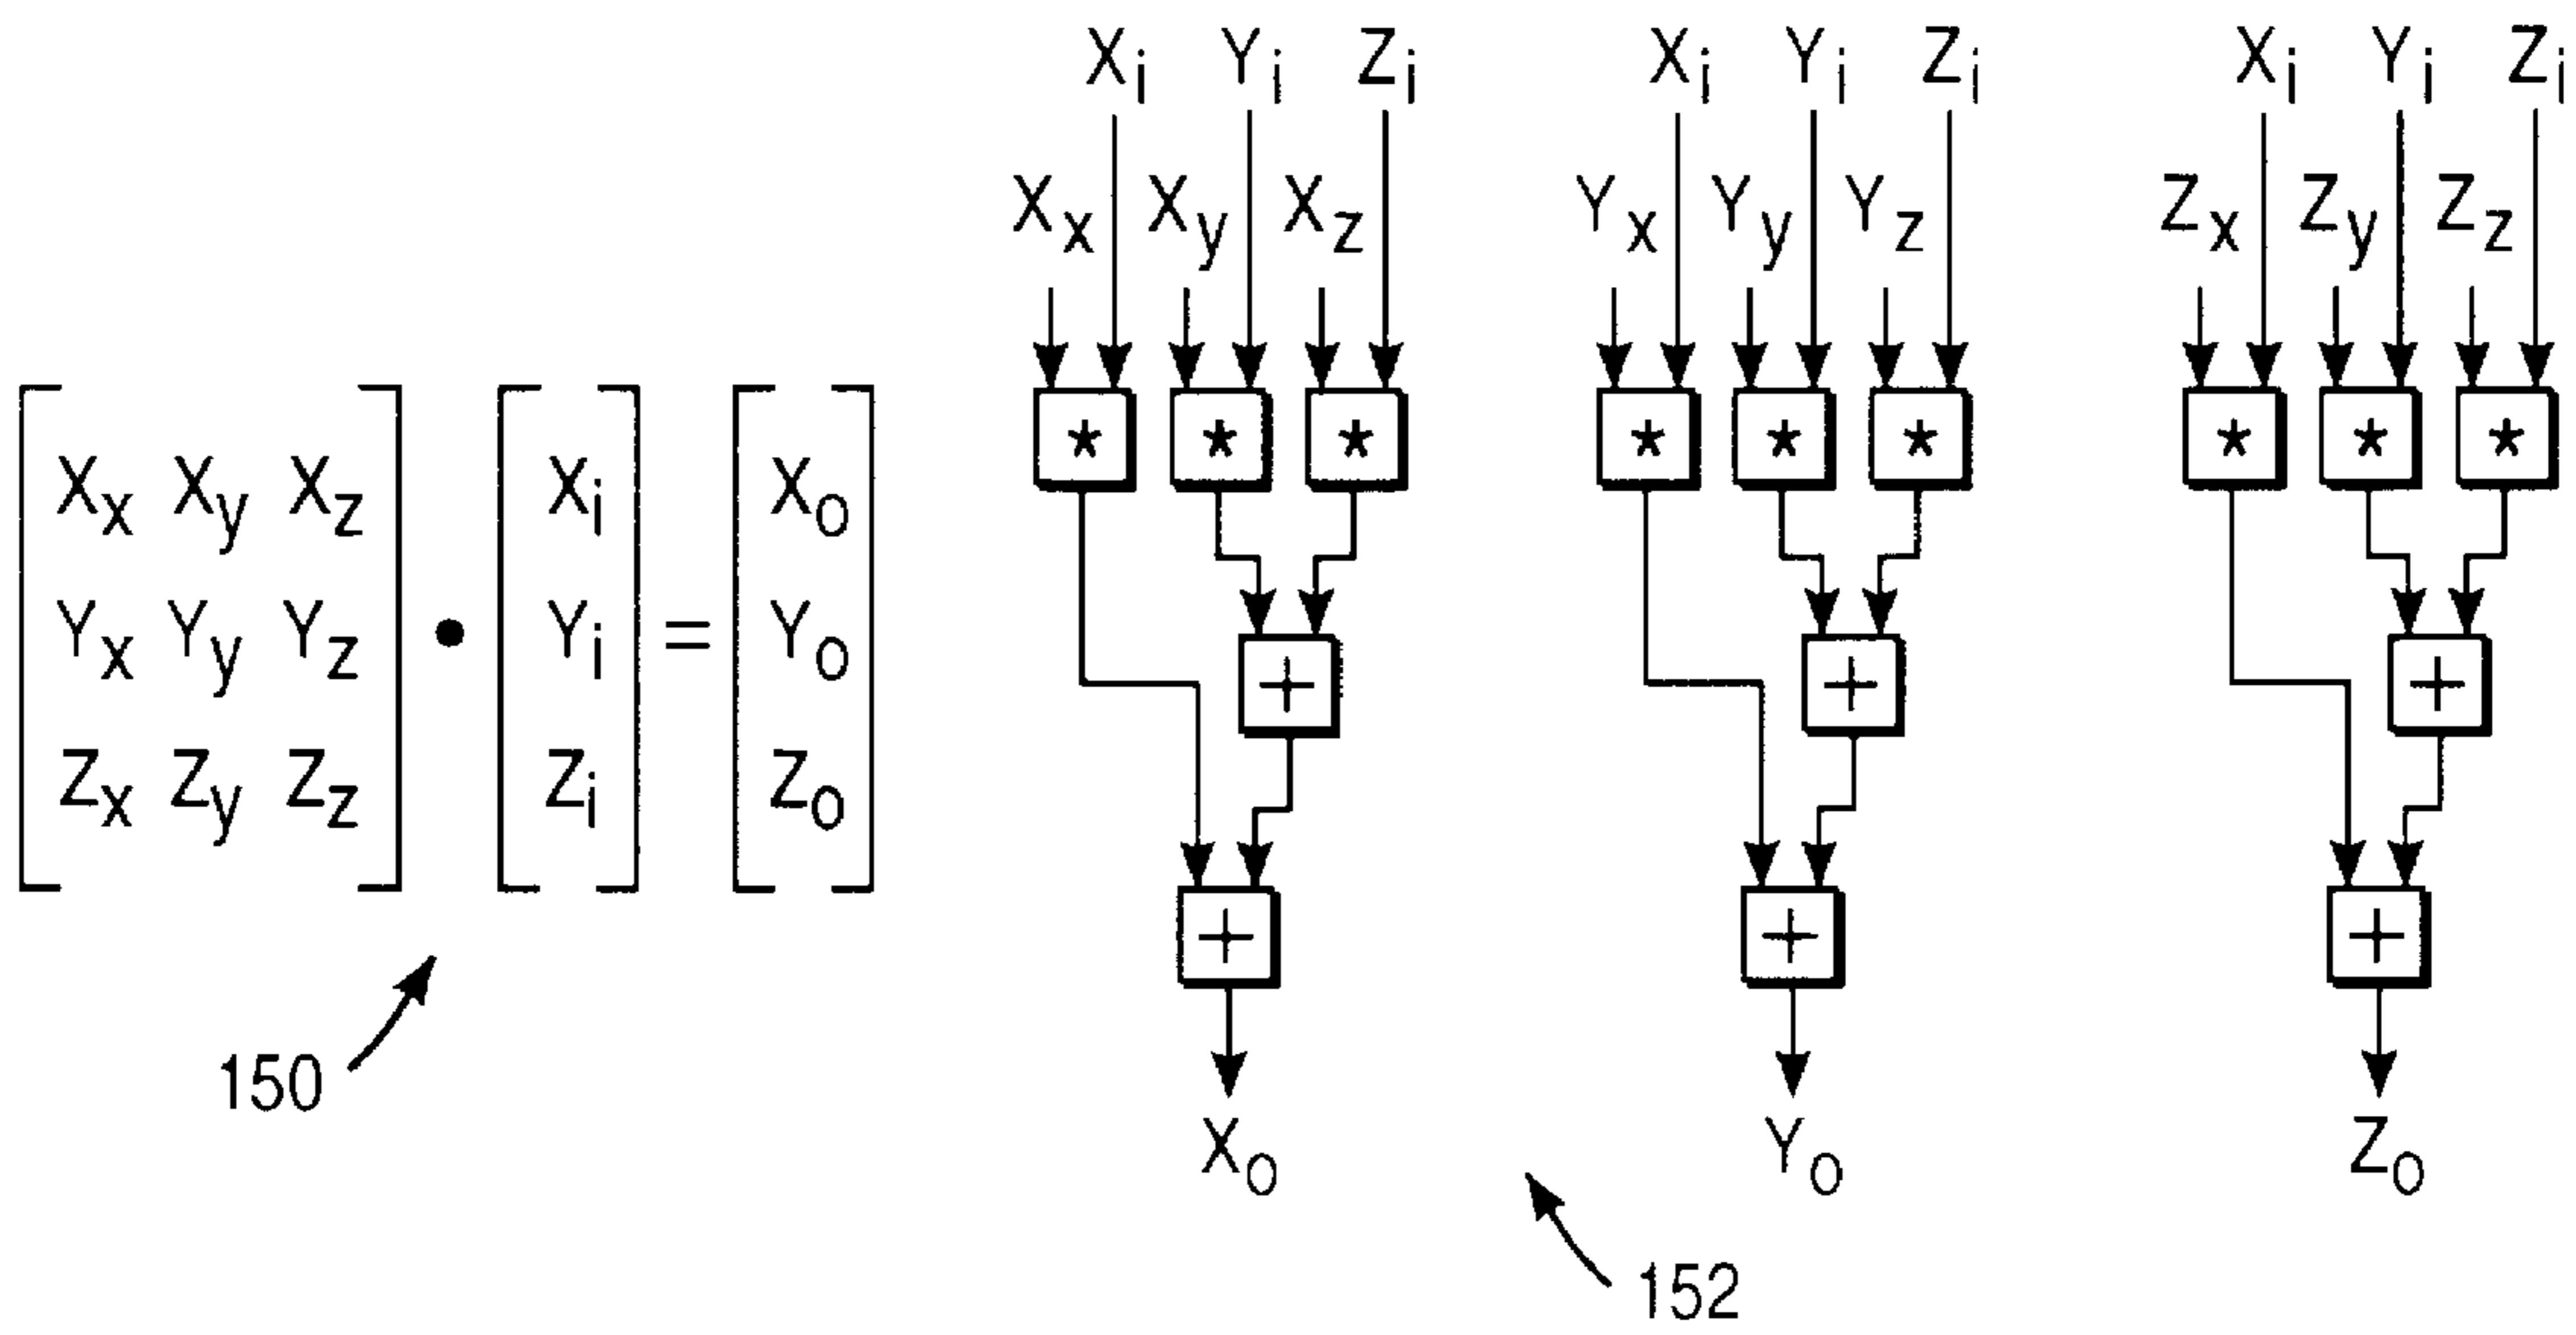 Xi Yi Zi Xi Yi Zi Xi Yi Zi
Xx Xy Xz Yx Yy Yz Zx Zy Zz
* * * * * * * * *
Xx Xy Xz Xi Xo
Yx Yy Yz • Yi = Yo
Zx Zy Zz Zi Zo
+ + +
+ + +
150
Xo Yo Zo
152